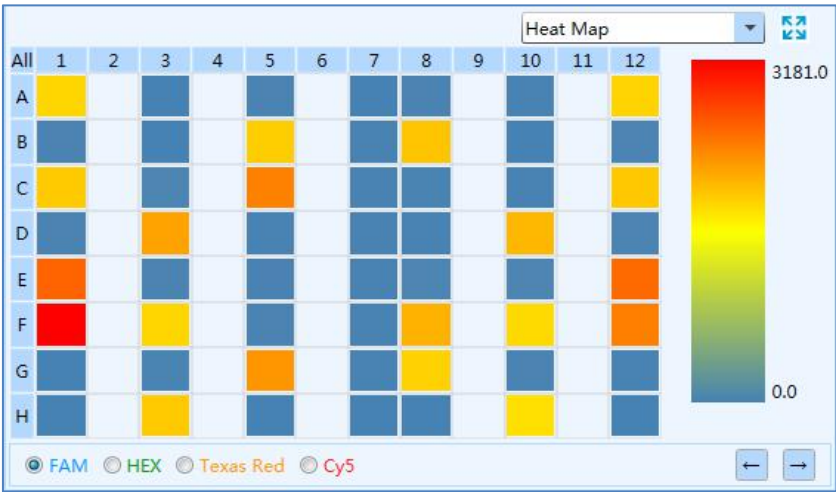 Heat Map
All 1 2 3 4 5 6 7 8 9 10 11 12
3181.0
A
B
C
D
E
F
G
0.0
H
FAM HEX Texas Red Cy5 ← →